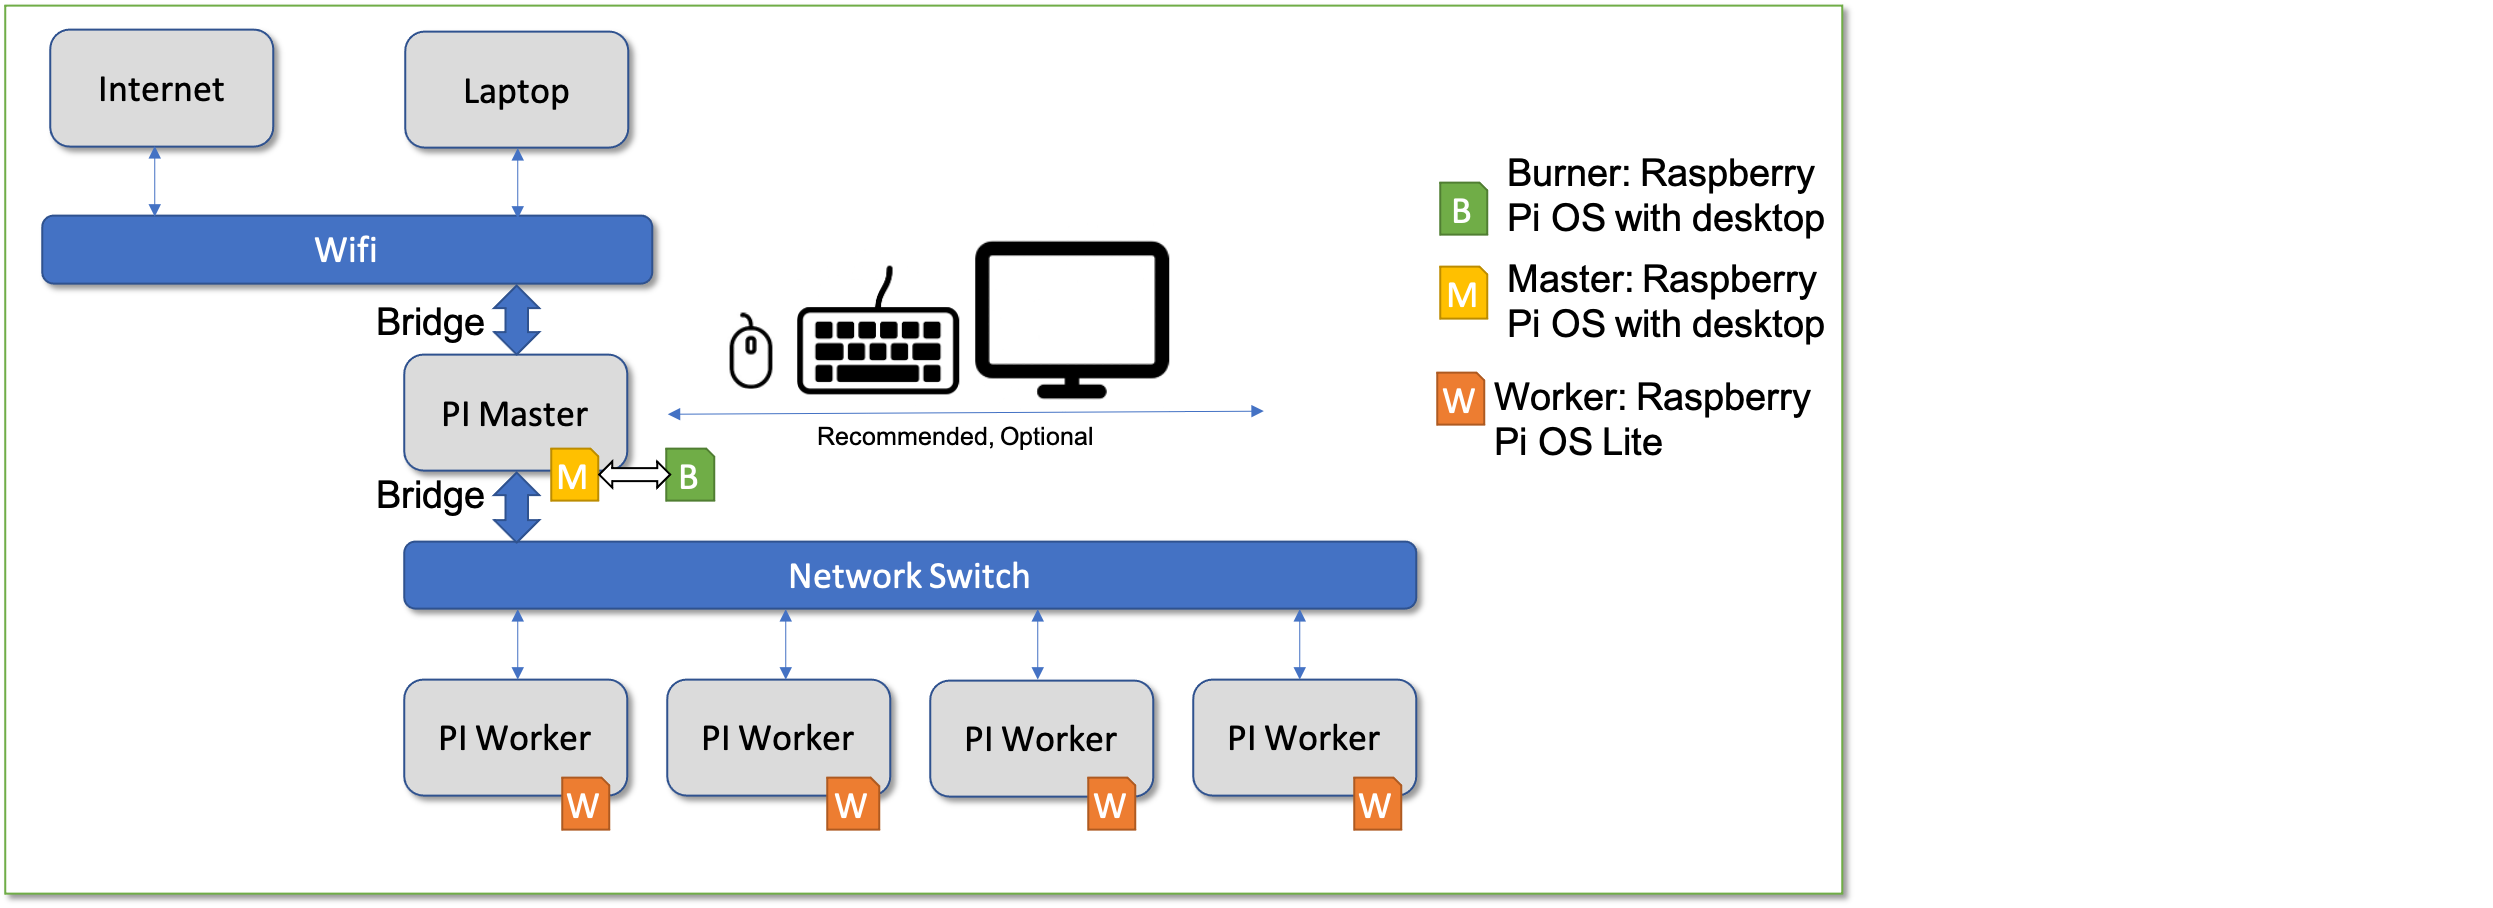 Internet
Laptop
Wifi
Bridge
PI Master
M
B
Bridge
Recommended, Optional
B
Burner: Raspberry
Pi OS with desktop
M
Master: Raspberry
Pi OS with desktop
W
Worker: Raspberry
Pi OS Lite
Network Switch
PI Worker
PI Worker
PI Worker
PI Worker
W
W
W
W